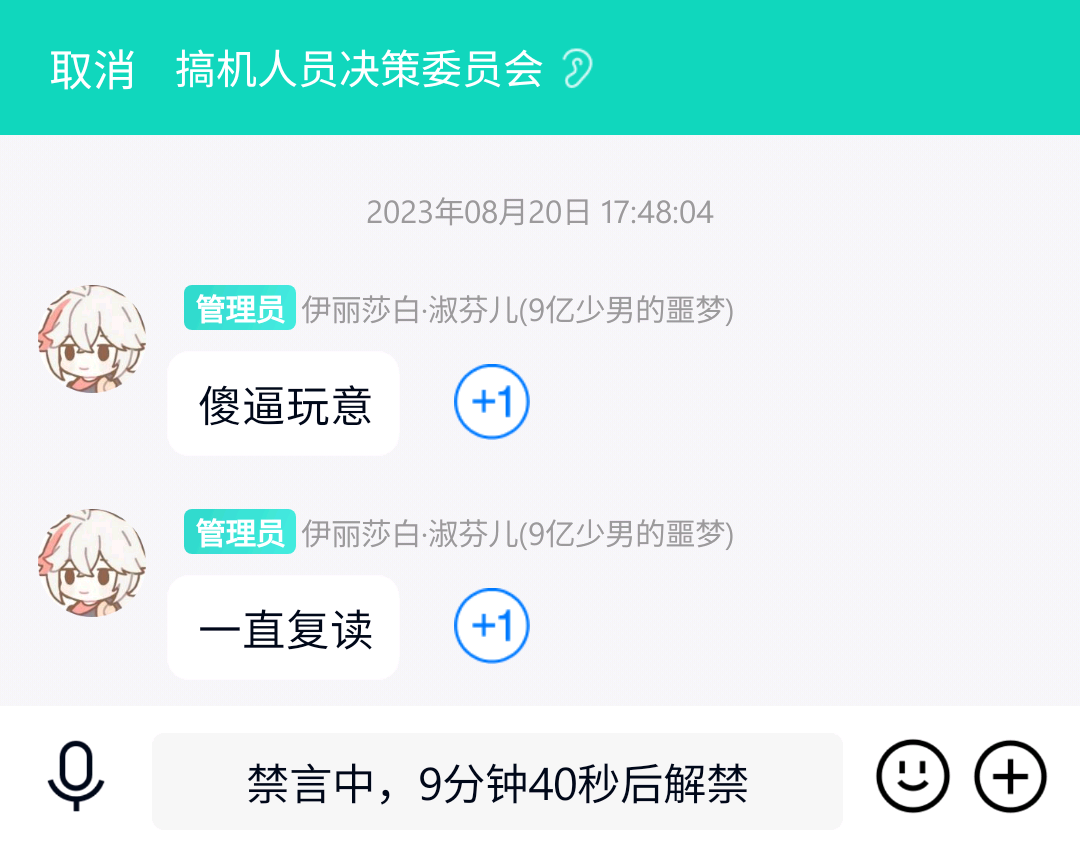 取消 搞机人员决策委员会
2023年08月20日 17:48:04
管理员 伊丽莎白·淑芬儿(9亿少男的噩梦)
傻逼玩意
+1
管理员 伊丽莎白·淑芬儿(9亿少男的噩梦)
一直复读
+1
禁言中，9分钟40秒后解禁